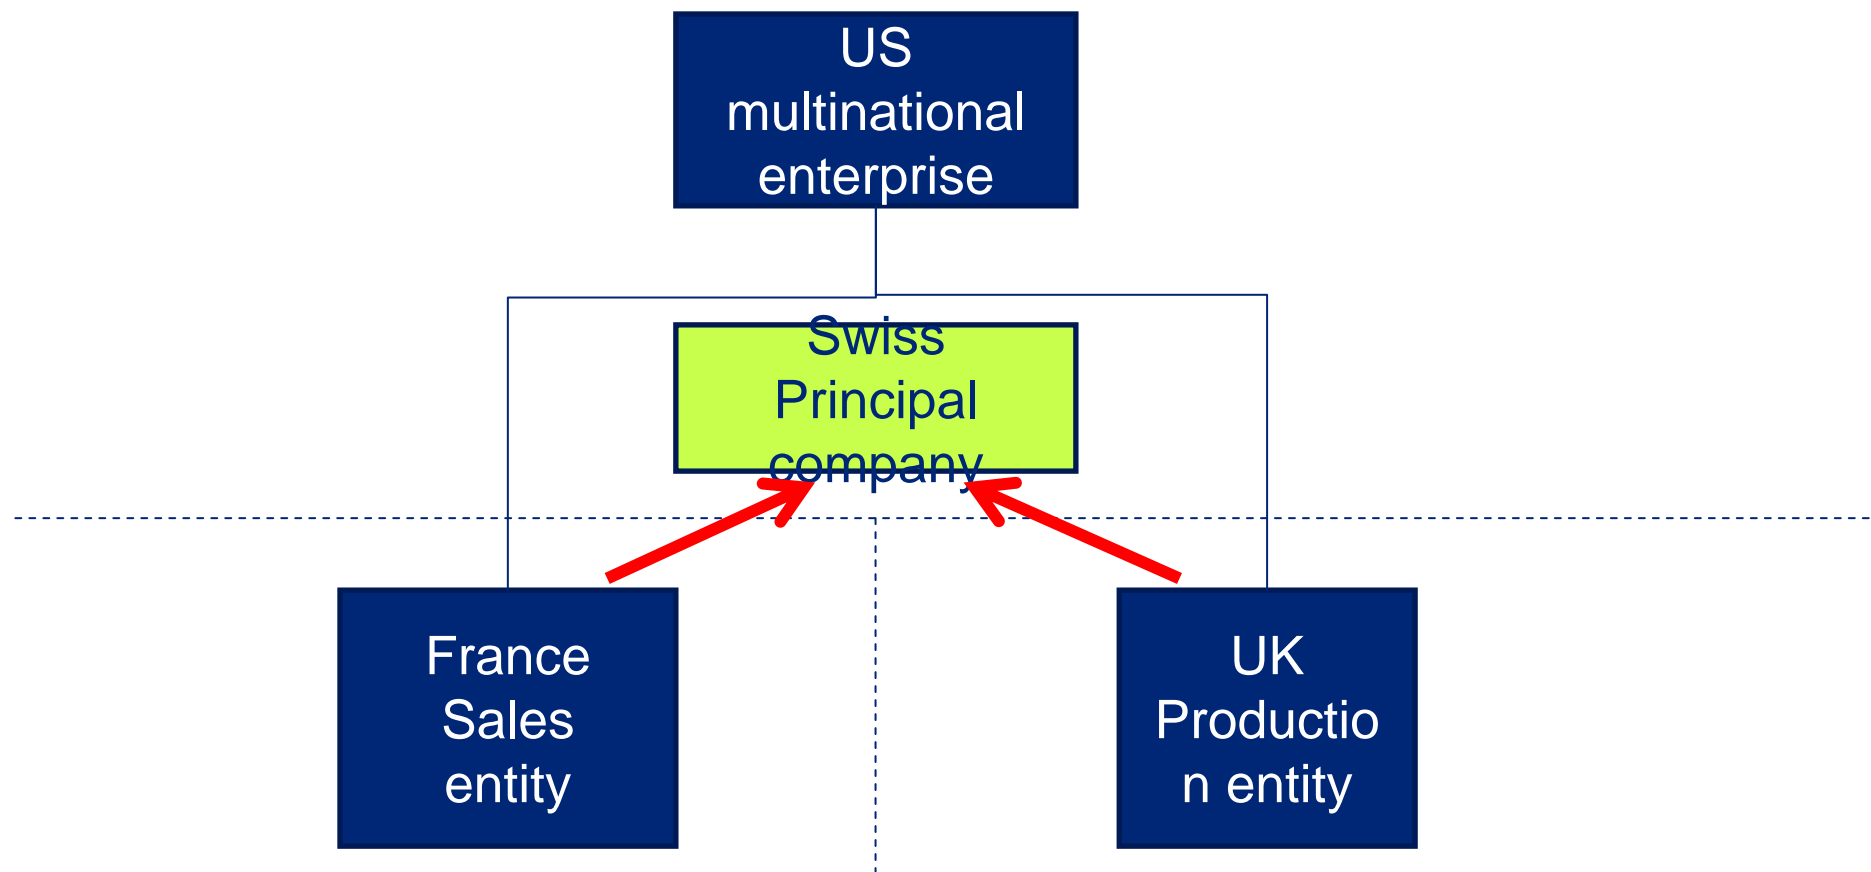 US
multinational
enterprise
Swiss
Principal
company
France
Sales
entity
UK
Productio
n entity